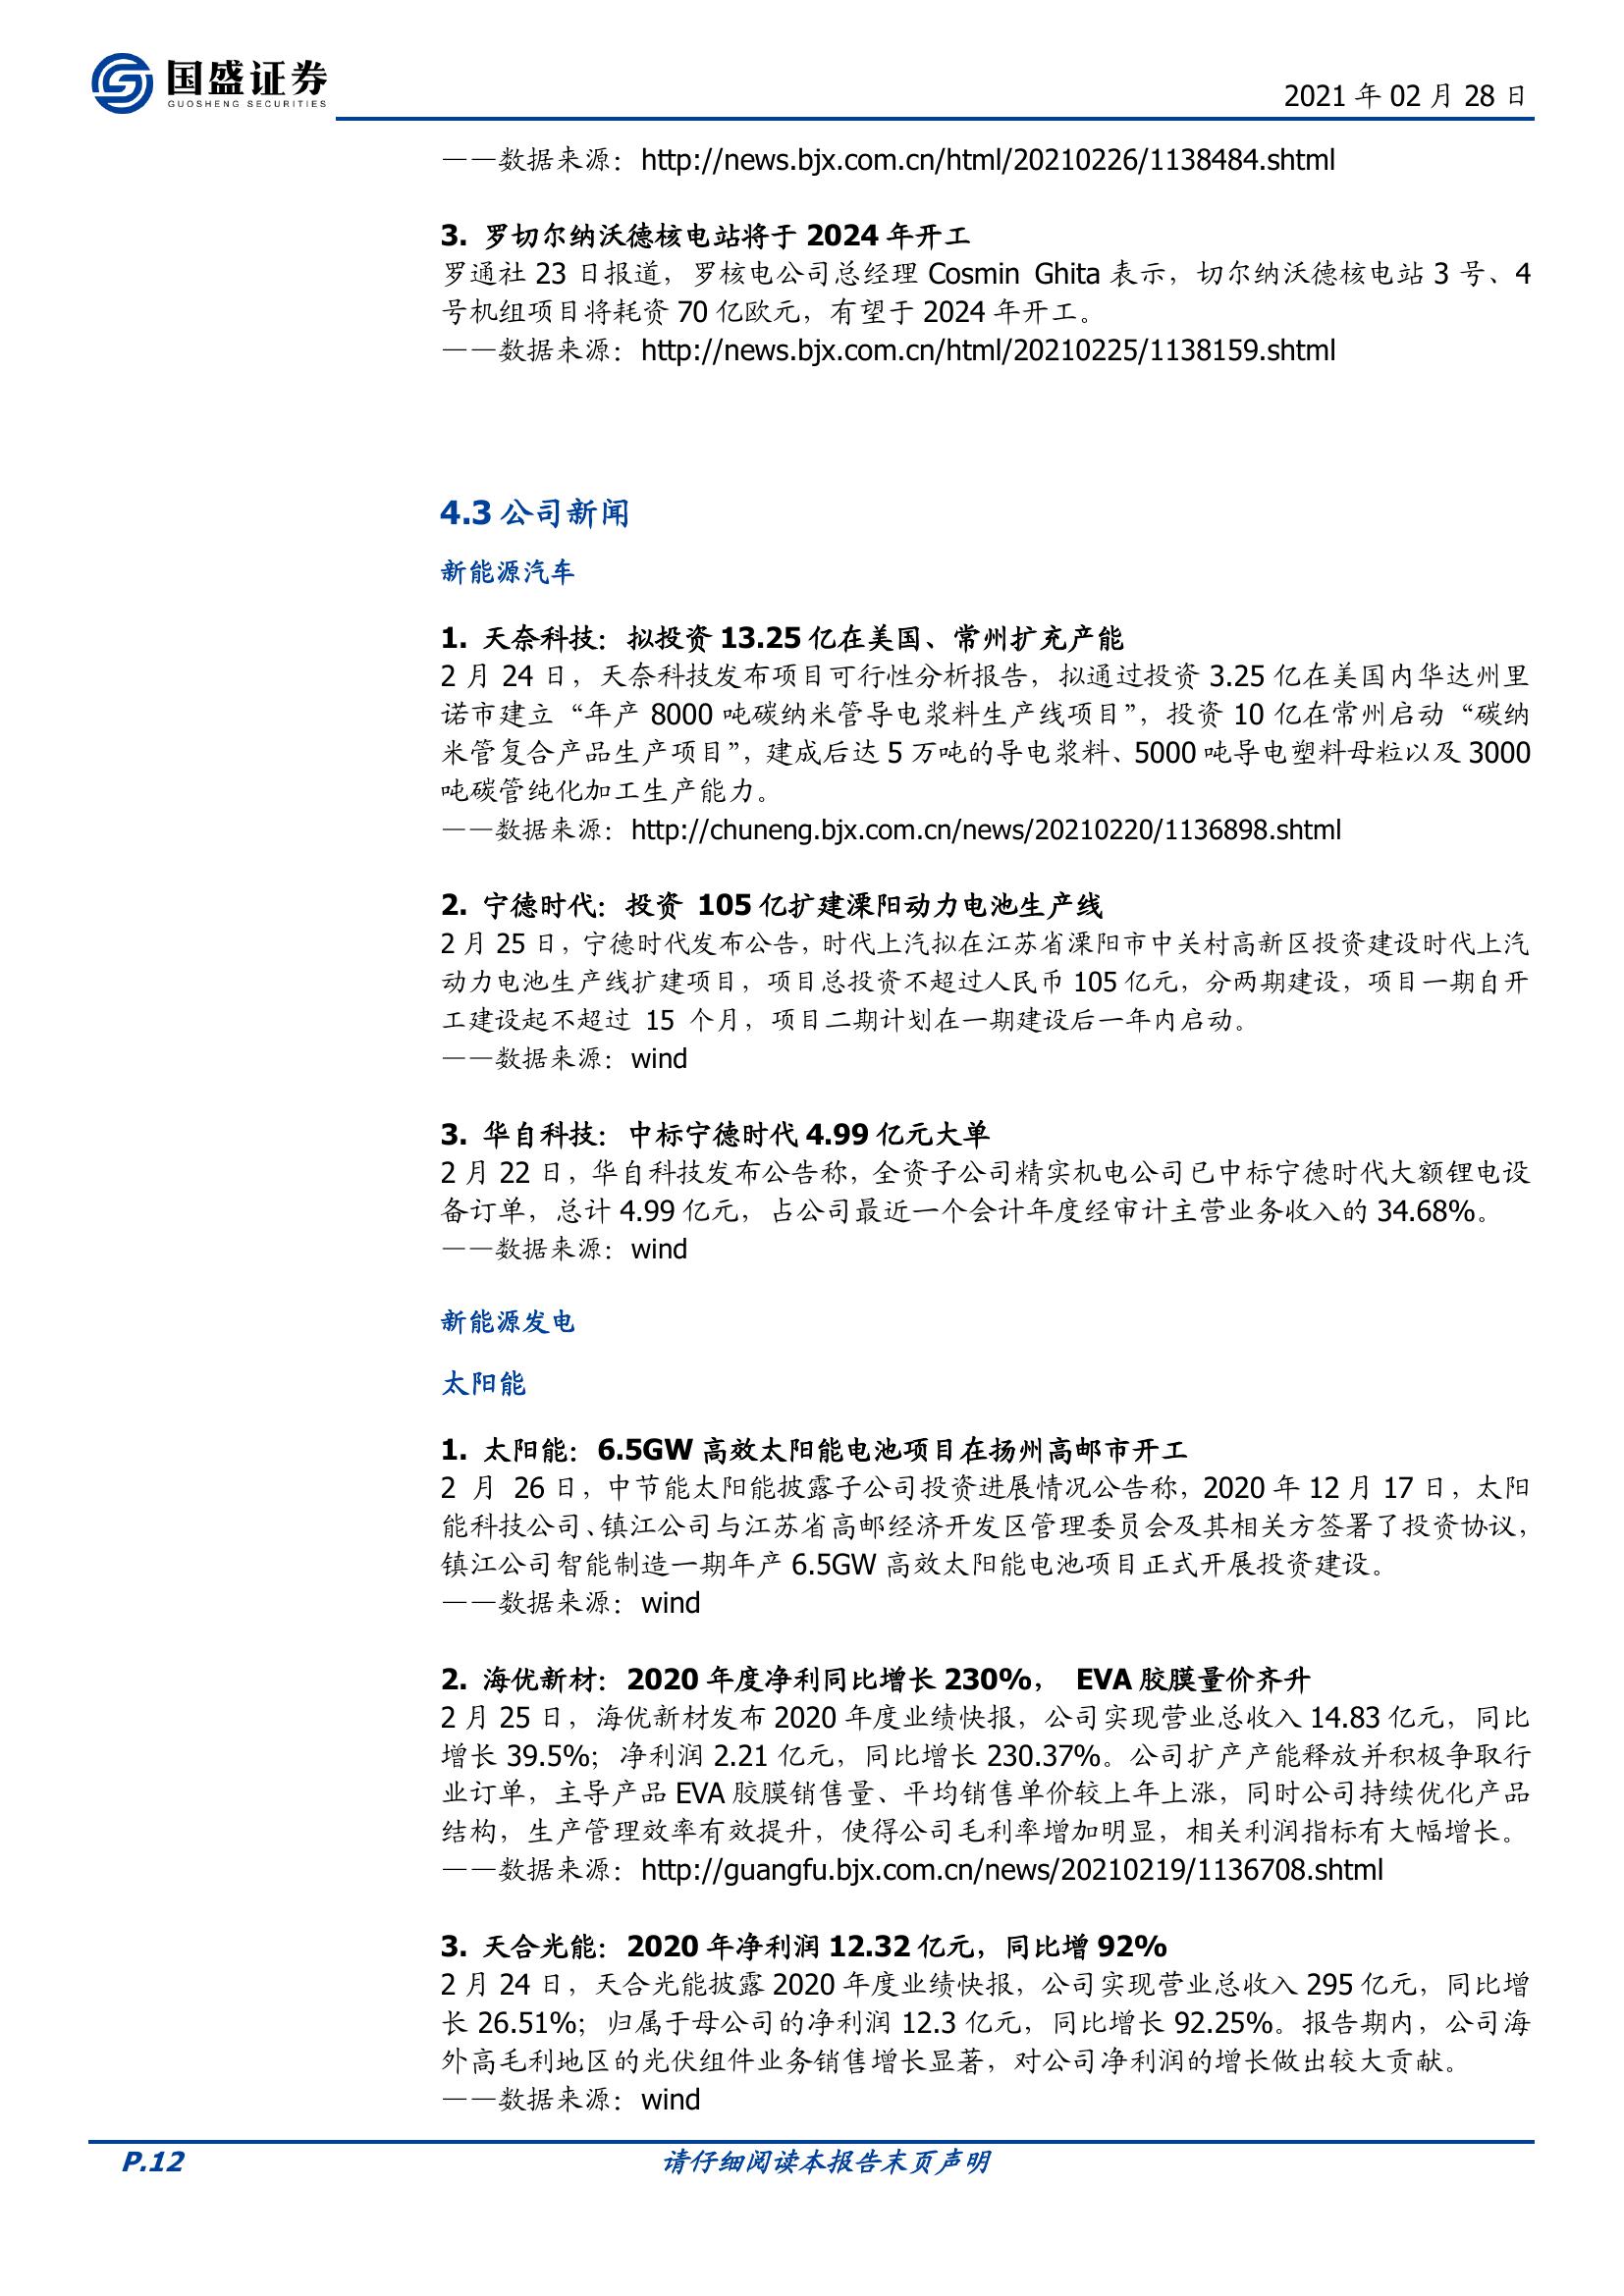 国盛证券
GUOSHENG SECURITIES
2021 年 02 月 28 日
——数据来源：http://news.bjx.com.cn/html/20210226/1138484.shtml
3. 罗切尔纳沃德核电站将于 2024 年开工
罗通社 23 日报道，罗核电公司总经理 Cosmin Ghita 表示，切尔纳沃德核电站 3 号、4
号机组项目将耗资 70 亿欧元，有望于 2024 年开工。
——数据来源：http://news.bjx.com.cn/html/20210225/1138159.shtml
4.3 公司新闻
新能源汽车
1. 天奈科技：拟投资 13.25 亿在美国、常州扩充产能
2 月 24 日，天奈科技发布项目可行性分析报告，拟通过投资 3.25 亿在美国内华达州里
诺市建立“年产 8000 吨碳纳米管导电浆料生产线项目”，投资 10 亿在常州启动“碳纳
米管复合产品生产项目”，建成后达 5 万吨的导电浆料、5000 吨导电塑料母粒以及 3000
吨碳管纯化加工生产能力。
——数据来源：http://chuneng.bjx.com.cn/news/20210220/1136898.shtml
2. 宁德时代：投资 105 亿扩建溧阳动力电池生产线
2 月 25 日，宁德时代发布公告，时代上汽拟在江苏省溧阳市中关村高新区投资建设时代上汽
动力电池生产线扩建项目，项目总投资不超过人民币 105 亿元，分两期建设，项目一期自开
工建设起不超过 15 个月，项目二期计划在一期建设后一年内启动。
——数据来源：wind
3. 华自科技：中标宁德时代 4.99 亿元大单
2 月 22 日，华自科技发布公告称，全资子公司精实机电公司已中标宁德时代大额锂电设
备订单，总计 4.99 亿元，占公司最近一个会计年度经审计主营业务收入的 34.68%。
——数据来源：wind
新能源发电
太阳能
1. 太阳能：6.5GW 高效太阳能电池项目在扬州高邮市开工
2 月 26 日，中节能太阳能披露子公司投资进展情况公告称，2020 年 12 月 17 日，太阳
能科技公司、镇江公司与江苏省高邮经济开发区管理委员会及其相关方签署了投资协议，
镇江公司智能制造一期年产 6.5GW 高效太阳能电池项目正式开展投资建设。
——数据来源：wind
2. 海优新材：2020 年度净利同比增长 230%， EVA 胶膜量价齐升
2 月 25 日，海优新材发布 2020 年度业绩快报，公司实现营业总收入 14.83 亿元，同比
增长 39.5%；净利润 2.21 亿元，同比增长 230.37%。公司扩产产能释放并积极争取行
业订单，主导产品 EVA 胶膜销售量、平均销售单价较上年上涨，同时公司持续优化产品
结构，生产管理效率有效提升，使得公司毛利率增加明显，相关利润指标有大幅增长。
——数据来源：http://guangfu.bjx.com.cn/news/20210219/1136708.shtml
3. 天合光能：2020 年净利润 12.32 亿元，同比增 92%
2 月 24 日，天合光能披露 2020 年度业绩快报，公司实现营业总收入 295 亿元，同比增
长 26.51%；归属于母公司的净利润 12.3 亿元，同比增长 92.25%。报告期内，公司海
外高毛利地区的光伏组件业务销售增长显著，对公司净利润的增长做出较大贡献。
——数据来源：wind
P.12
请仔细阅读本报告末页声明